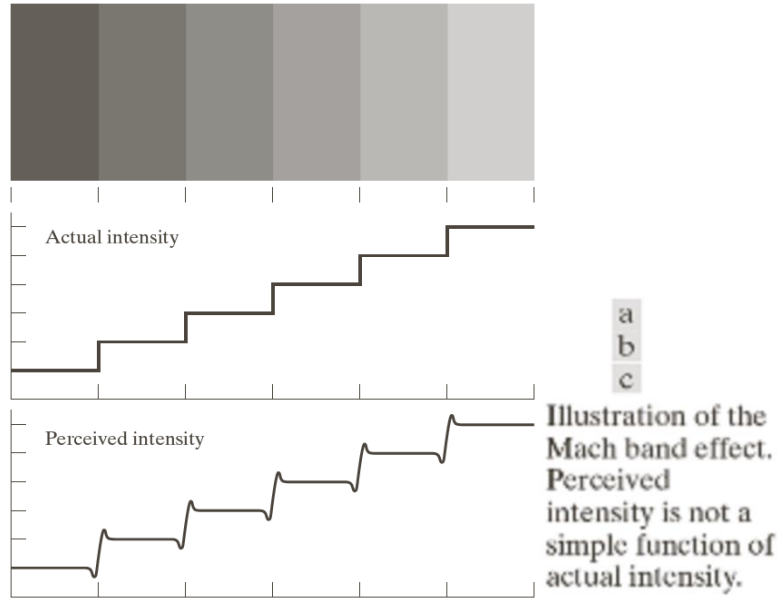 Actual intensity
Perceived intensity
a
b
c
Illustration of the
Mach band effect.
Perceived
intensity is not a
simple function of
actual intensity.